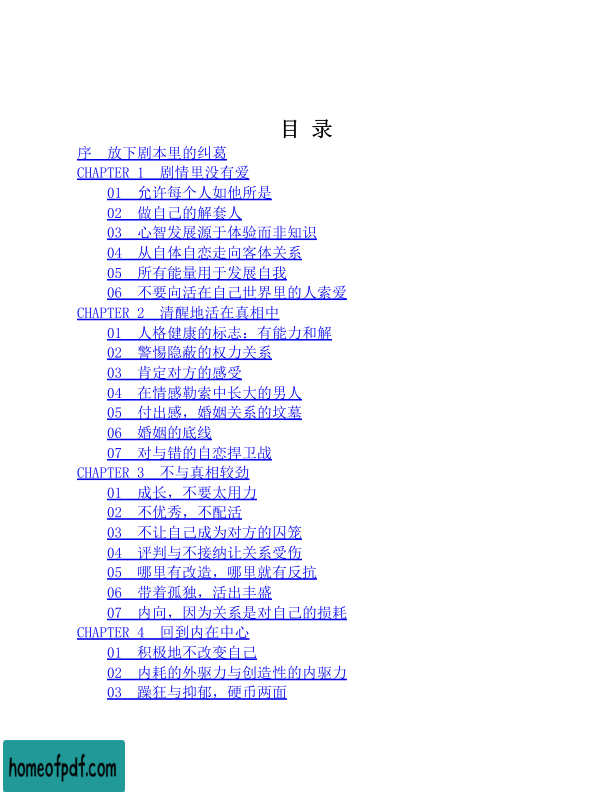 目 录
序 放下剧本里的纠葛
CHAPTER 1 剧情里没有爱
01 允许每个人如他所是
02 做自己的解套人
03 心智发展源于体验而非知识
04 从自体自恋走向客体关系
05 所有能量用于发展自我
06 不要向活在自己世界里的人索爱
CHAPTER 2 清醒地活在真相中
01 人格健康的标志：有能力和解
02 警惕隐蔽的权力关系
03 肯定对方的感受
04 在情感勒索中长大的男人
05 付出感，婚姻关系的坟墓
06 婚姻的底线
07 对与错的自恋捍卫战
CHAPTER 3 不与真相较劲
01 成长，不要太用力
02 不优秀，不配活
03 不让自己成为对方的囚笼
04 评判与不接纳让关系受伤
05 哪里有改造，哪里就有反抗
06 带着孤独，活出丰盛
07 内向，因为关系是对自己的损耗
CHAPTER 4 回到内在中心
01 积极地不改变自己
02 内耗的外驱力与创造性的内驱力
03 躁狂与抑郁，硬币两面
homeofpdf.com